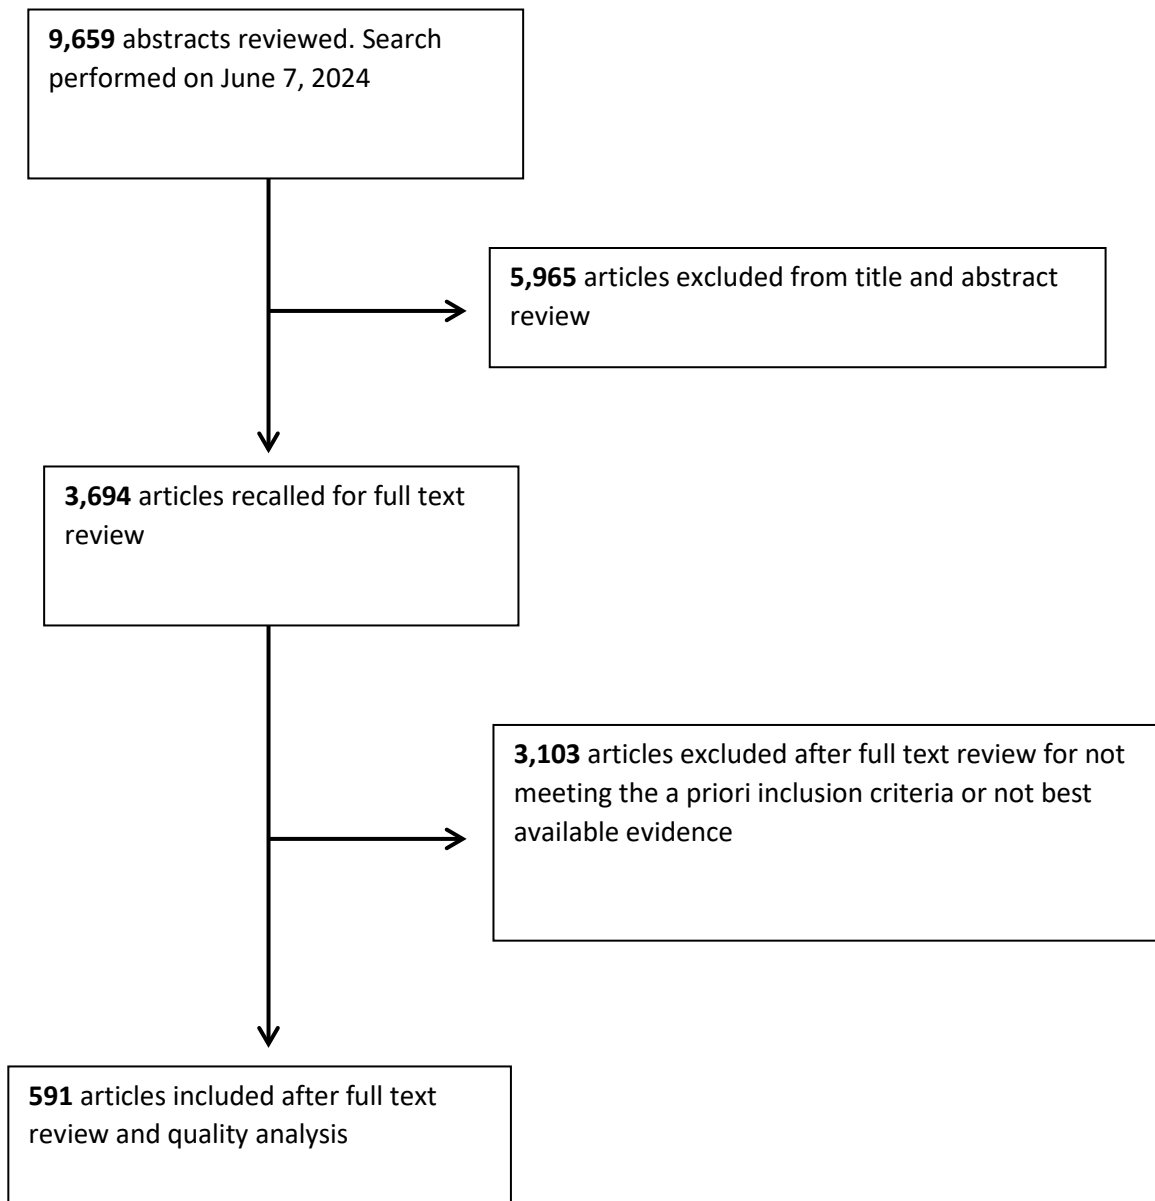 9,659 abstracts reviewed. Search
performed on June 7, 2024
5,965 articles excluded from title and abstract
review
3,694 articles recalled for full text
review
3,103 articles excluded after full text review for not
meeting the a priori inclusion criteria or not best
available evidence
591 articles included after full text
review and quality analysis